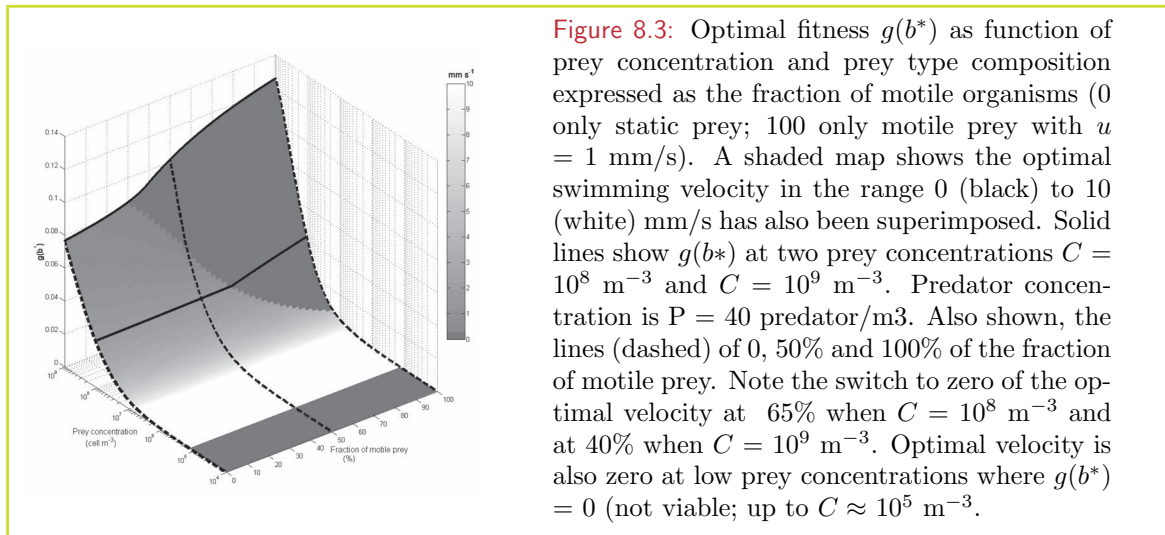 mm s⁻¹
10
9
8
7
6
5
4
3
2
1
0
g(b*)
0.14
0.12
0.1
0.08
0.06
0.04
0.02
0
Prey concentration
(cell m⁻³)
10⁴
0
10
20
30
40
50
60
70
80
90
100
Fraction of motile prey
(%)
Figure 8.3: Optimal fitness g(b*) as function of
prey concentration and prey type composition
expressed as the fraction of motile organisms (0
only static prey; 100 only motile prey with u
= 1 mm/s). A shaded map shows the optimal
swimming velocity in the range 0 (black) to 10
(white) mm/s has also been superimposed. Solid
lines show g(b∗) at two prey concentrations C =
10⁸ m⁻³ and C = 10⁹ m⁻³. Predator concen-
tration is P = 40 predator/m3. Also shown, the
lines (dashed) of 0, 50% and 100% of the fraction
of motile prey. Note the switch to zero of the op-
timal velocity at 65% when C = 10⁸ m⁻³ and
at 40% when C = 10⁹ m⁻³. Optimal velocity is
also zero at low prey concentrations where g(b*)
= 0 (not viable; up to C ≈ 10⁵ m⁻³.